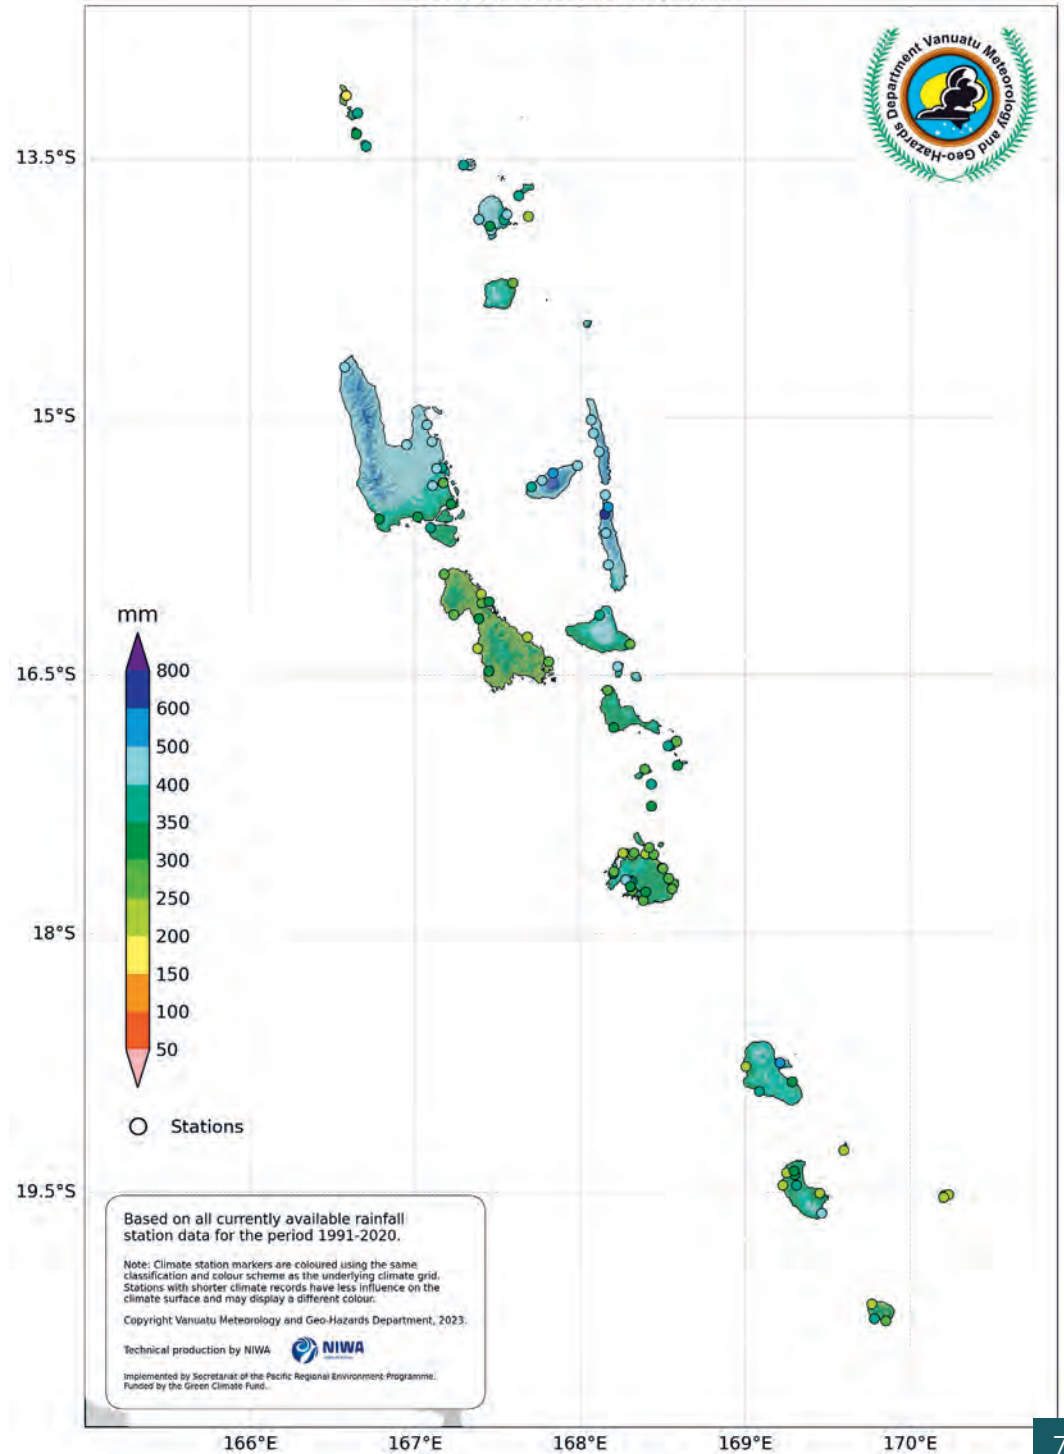 Vanuatu Meteorology and Geo-Hazards Department
13.5°S
15°S
16.5°S
18°S
19.5°S
mm
800
600
500
400
350
300
250
200
150
100
50
Stations
Based on all currently available rainfall
station data for the period 1991-2020.
Note: Climate station markers are coloured using the same
classification and colour scheme as the underlying climate grid.
Stations with shorter climate records have less influence on the
climate surface and may display a different colour.
Copyright Vanuatu Meteorology and Geo-Hazards Department, 2023.
Technical production by NIWA
NIWA
Implemented by Secretariat of the Pacific Regional Environment Programme.
Funded by the Green Climate Fund.
166°E
167°E
168°E
169°E
170°E